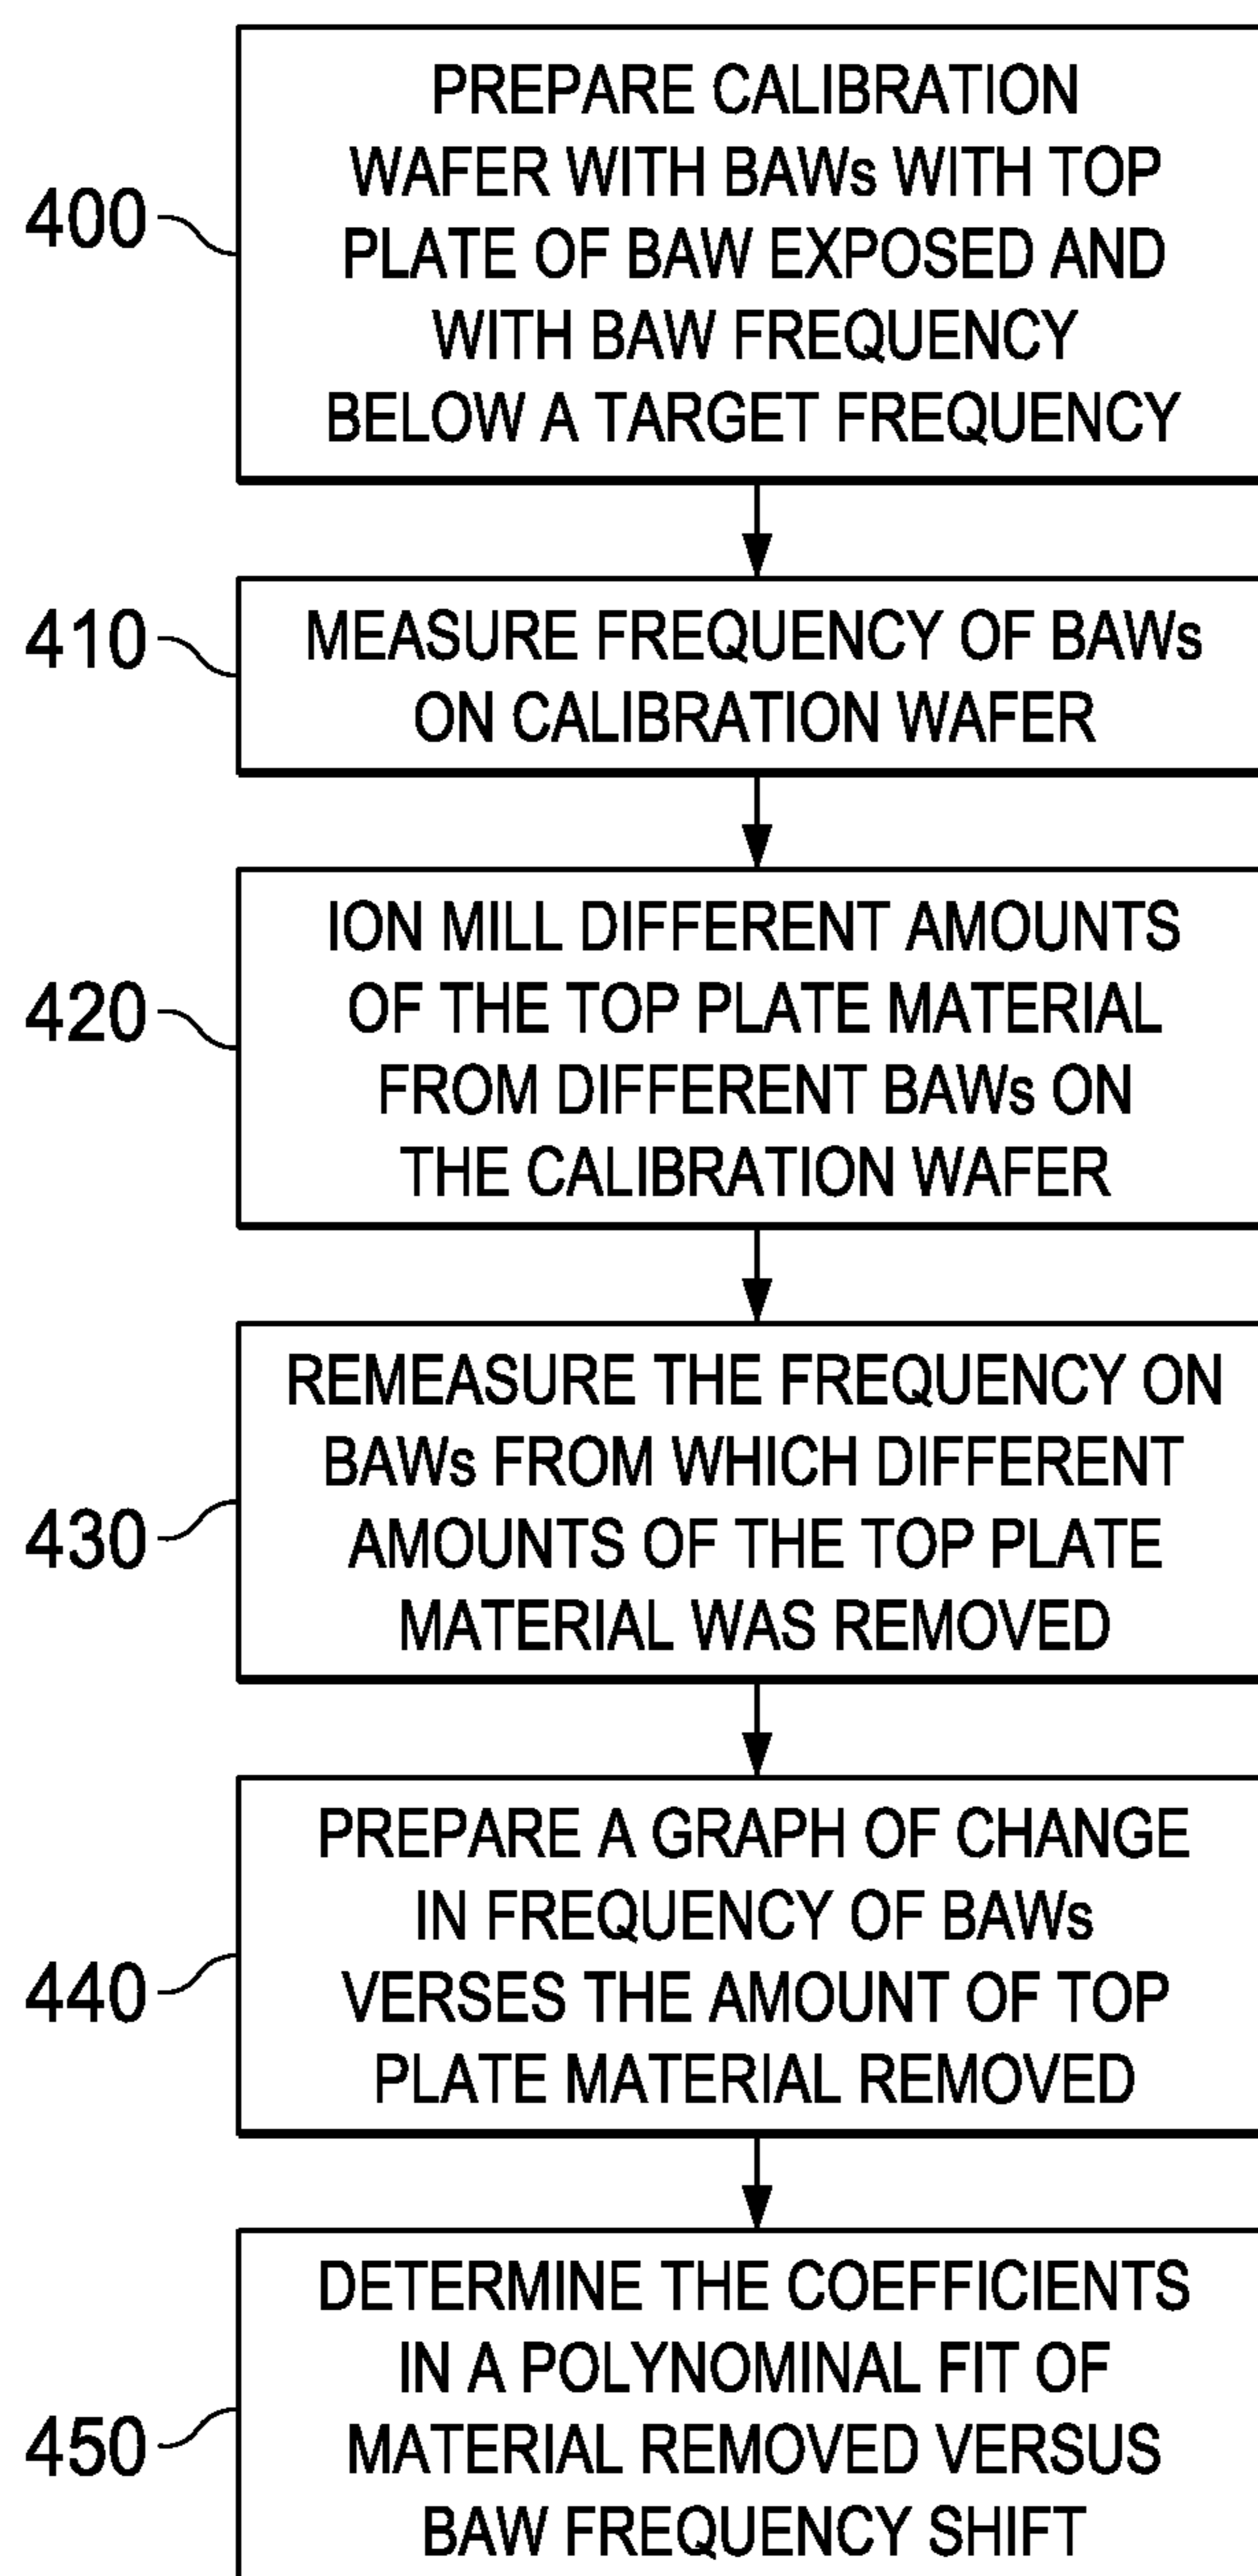 400
PREPARE CALIBRATION
WAFER WITH BAWs WITH TOP
PLATE OF BAW EXPOSED AND
WITH BAW FREQUENCY
BELOW A TARGET FREQUENCY
410
MEASURE FREQUENCY OF BAWs
ON CALIBRATION WAFER
420
ION MILL DIFFERENT AMOUNTS
OF THE TOP PLATE MATERIAL
FROM DIFFERENT BAWs ON
THE CALIBRATION WAFER
430
REMEASURE THE FREQUENCY ON
BAWs FROM WHICH DIFFERENT
AMOUNTS OF THE TOP PLATE
MATERIAL WAS REMOVED
440
PREPARE A GRAPH OF CHANGE
IN FREQUENCY OF BAWs
VERSES THE AMOUNT OF TOP
PLATE MATERIAL REMOVED
450
DETERMINE THE COEFFICIENTS
IN A POLYNOMINAL FIT OF
MATERIAL REMOVED VERSUS
BAW FREQUENCY SHIFT